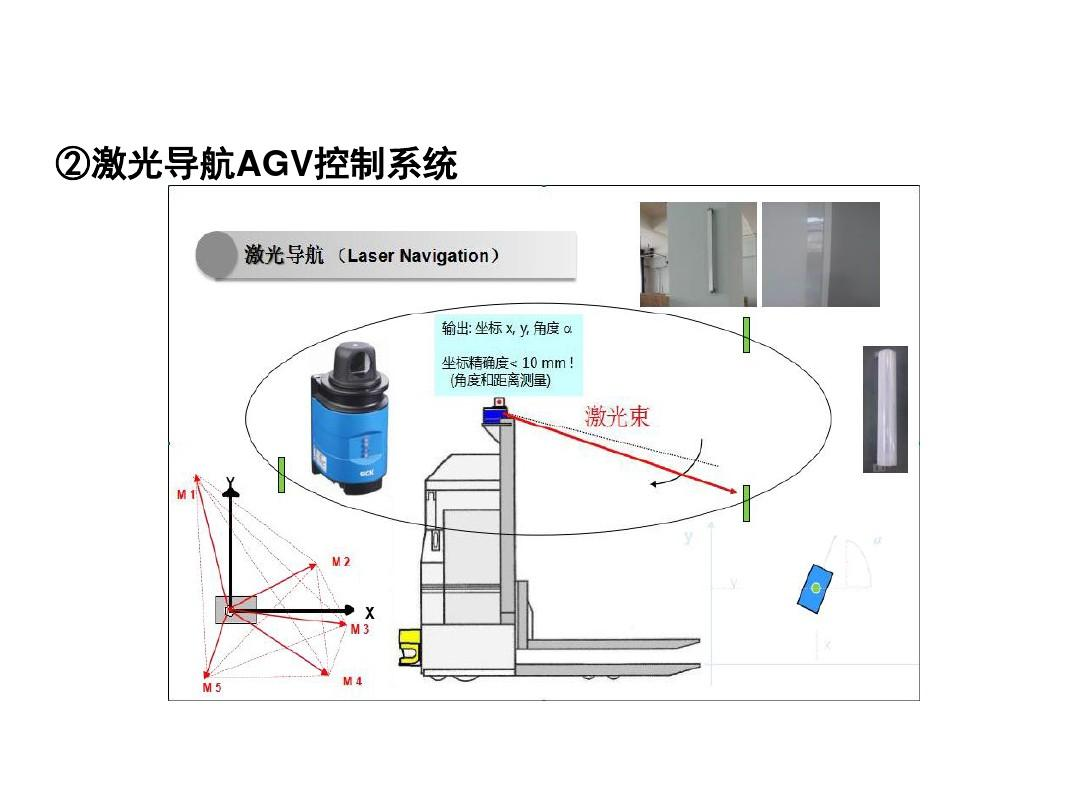 ②激光导航AGV控制系统
激光导航 （Laser Navigation）
输出: 坐标 x, y, 角度 α
坐标精确度< 10 mm !
(角度和距离测量)
激光束
SICK
M 1
Y
M 2
X
M 3
M 4
M 5
y
α
y
x